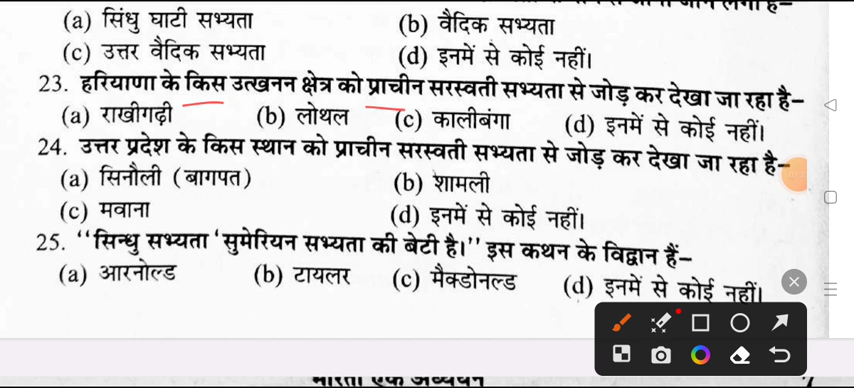 (a) सिंधु घाटी सभ्यता (b) वैदिक सभ्यता
(c) उत्तर वैदिक सभ्यता (d) इनमें से कोई नहीं।
23. हरियाणा के किस उत्खनन क्षेत्र को प्राचीन सरस्वती सभ्यता से जोड़ कर देखा जा रहा है–
(a) राखीगढ़ी (b) लोथल (c) कालीबंगा (d) इनमें से कोई नहीं।
24. उत्तर प्रदेश के किस स्थान को प्राचीन सरस्वती सभ्यता से जोड़ कर देखा जा रहा है–
(a) सिनौली (बागपत) (b) शामली
(c) मवाना (d) इनमें से कोई नहीं।
25. ‘‘सिन्धु सभ्यता ‘सुमेरियन सभ्यता की बेटी है।’’ इस कथन के विद्वान हैं–
(a) आरनोल्ड (b) टायलर (c) मैक्डोनल्ड (d) इनमें से कोई नहीं।